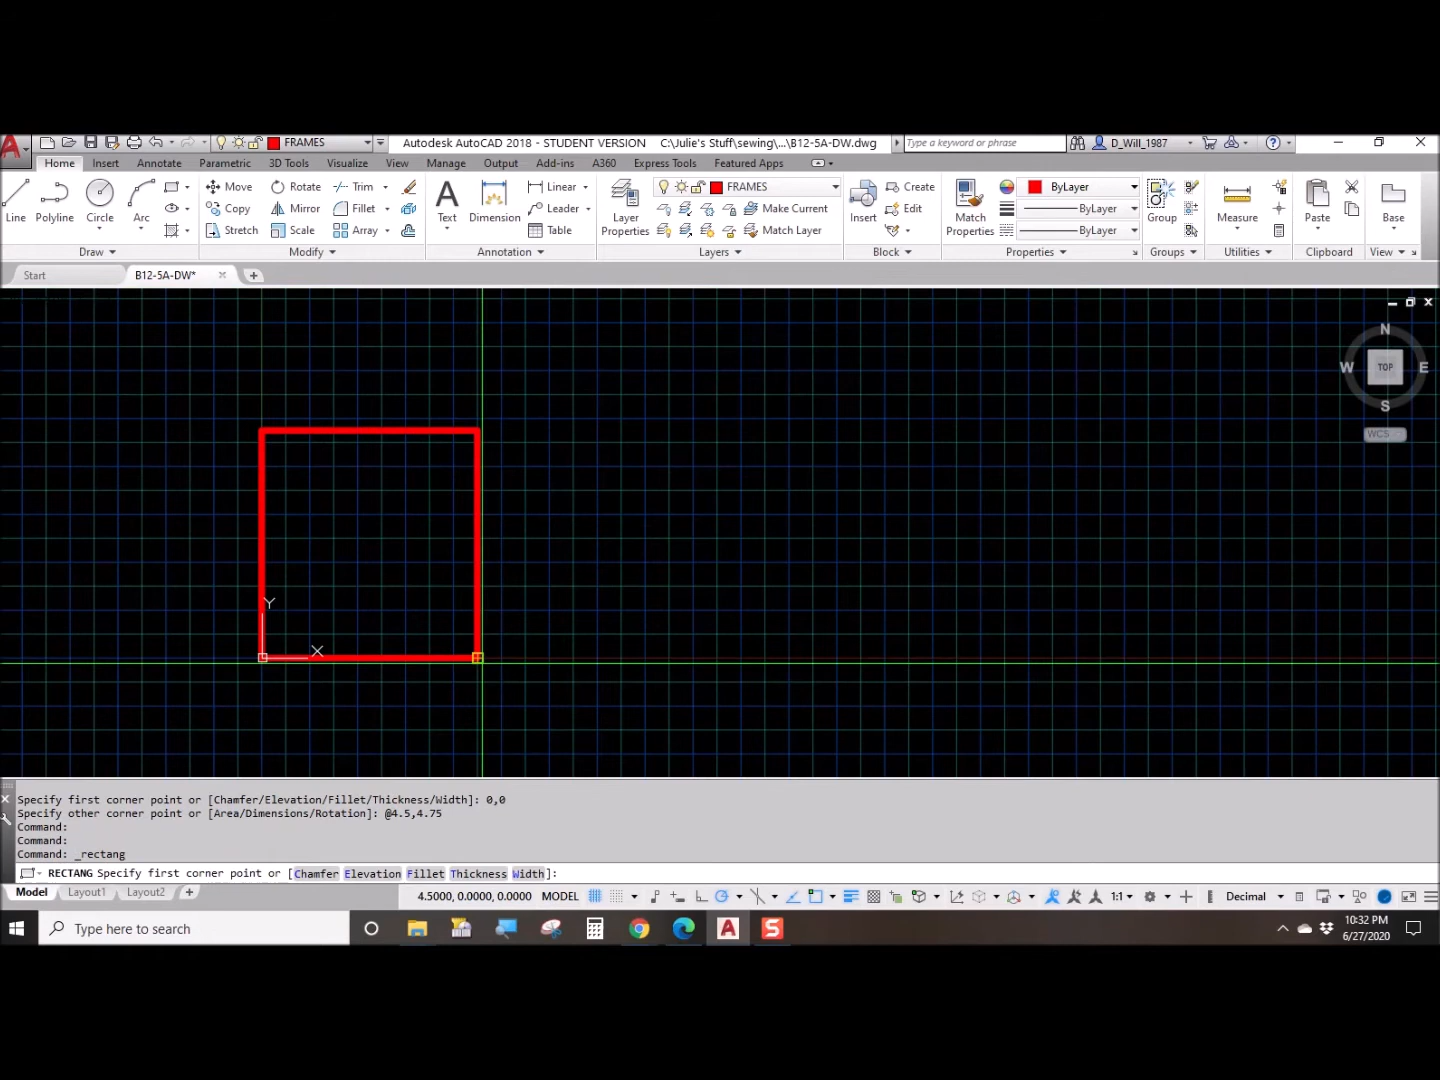 FRAMES Autodesk AutoCAD 2018 - STUDENT VERSION C:\Julie's Stuff\sewing\...\B12-5A-DW.dwg Type a keyword or phrase D_Will_1987
Home Insert Annotate Parametric 3D Tools Visualize View Manage Output Add-ins A360 Express Tools Featured Apps
Line Polyline Circle Arc
Move Rotate Trim
Copy Mirror Fillet
Stretch Scale Array
Text Dimension
Linear
Leader
Table
Layer Properties
FRAMES
Make Current
Match Layer
Insert
Create
Edit
Match Properties
ByLayer
ByLayer
ByLayer
Group
Measure
Paste
Base
Draw Modify Annotation Layers Block Properties Groups Utilities Clipboard View
Start B12-5A-DW*
N
W TOP E
S
WCS
Y
X
Specify first corner point or [Chamfer/Elevation/Fillet/Thickness/Width]: 0,0
Specify other corner point or [Area/Dimensions/Rotation]: @4.5,4.75
Command:
Command:
Command: _rectang
RECTANG Specify first corner point or [Chamfer Elevation Fillet Thickness Width]:
Model Layout1 Layout2 + 4.5000, 0.0000, 0.0000 MODEL 1:1 Decimal
Type here to search
10:32 PM
6/27/2020